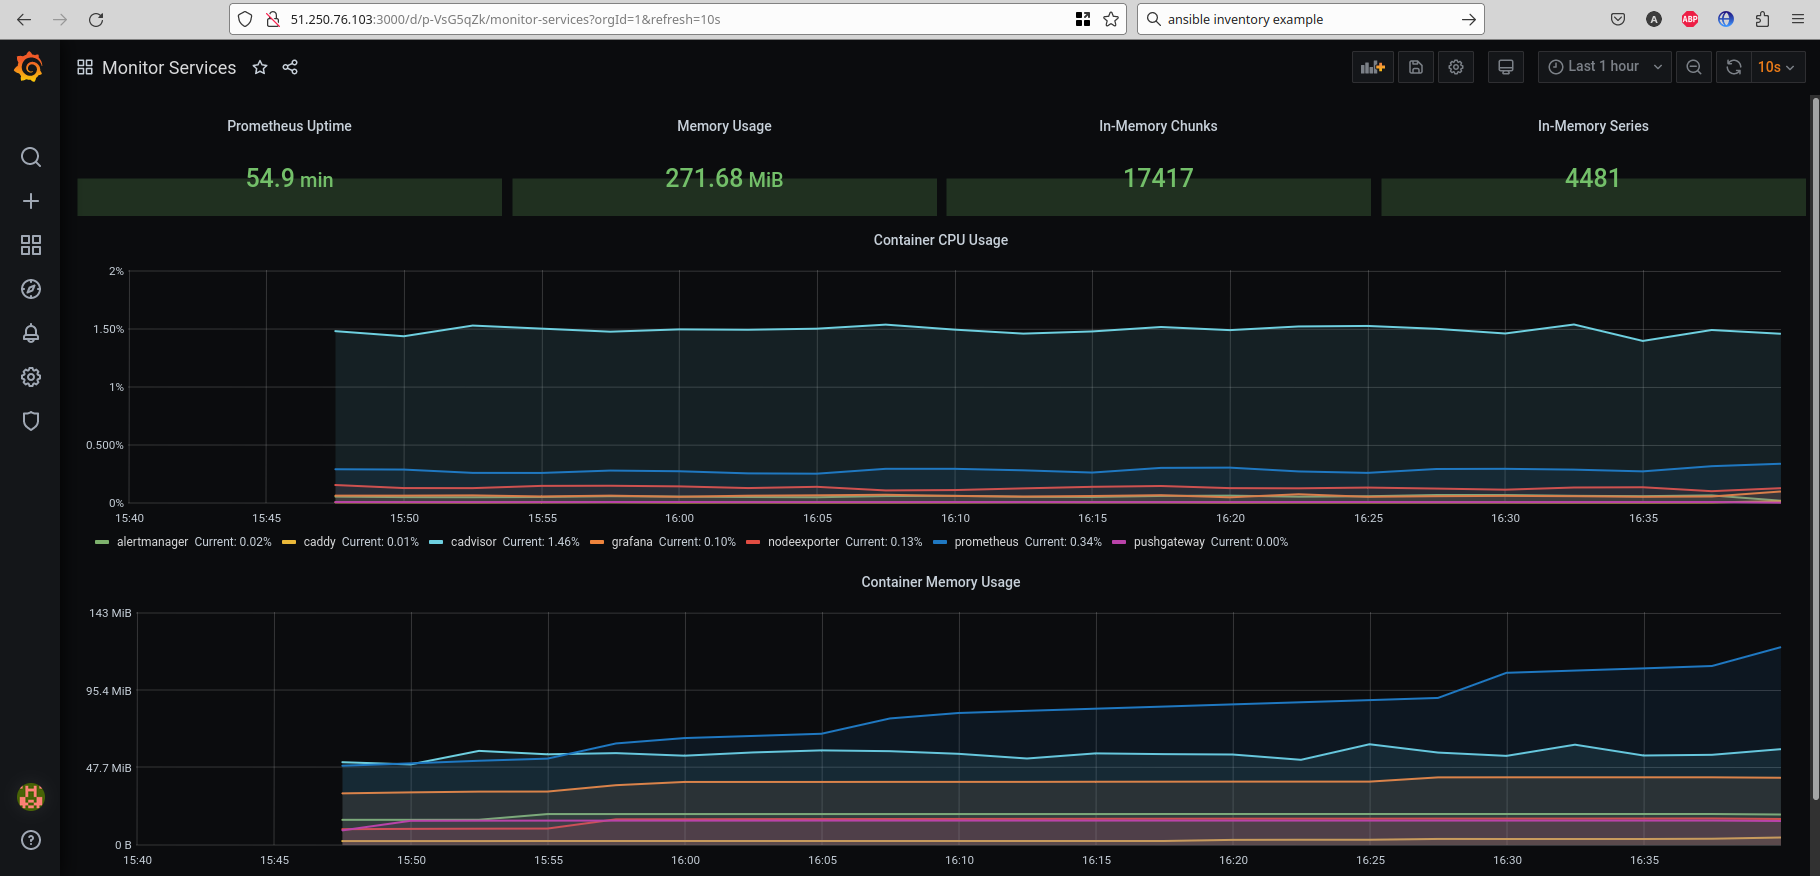 51.250.76.103:3000/d/p-VsG5qZk/monitor-services?orgId=1&refresh=10s
ansible inventory example
A
ABP
Monitor Services
Last 1 hour
10s
Prometheus Uptime
Memory Usage
In-Memory Chunks
In-Memory Series
54.9 min
271.68 MiB
17417
4481
Container CPU Usage
2%
1.50%
1%
0.500%
0%
15:40 15:45 15:50 15:55 16:00 16:05 16:10 16:15 16:20 16:25 16:30 16:35
alertmanager Current: 0.02% caddy Current: 0.01% cadvisor Current: 1.46% grafana Current: 0.10% nodeexporter Current: 0.13% prometheus Current: 0.34% pushgateway Current: 0.00%
Container Memory Usage
143 MiB
95.4 MiB
47.7 MiB
0 B
15:40 15:45 15:50 15:55 16:00 16:05 16:10 16:15 16:20 16:25 16:30 16:35